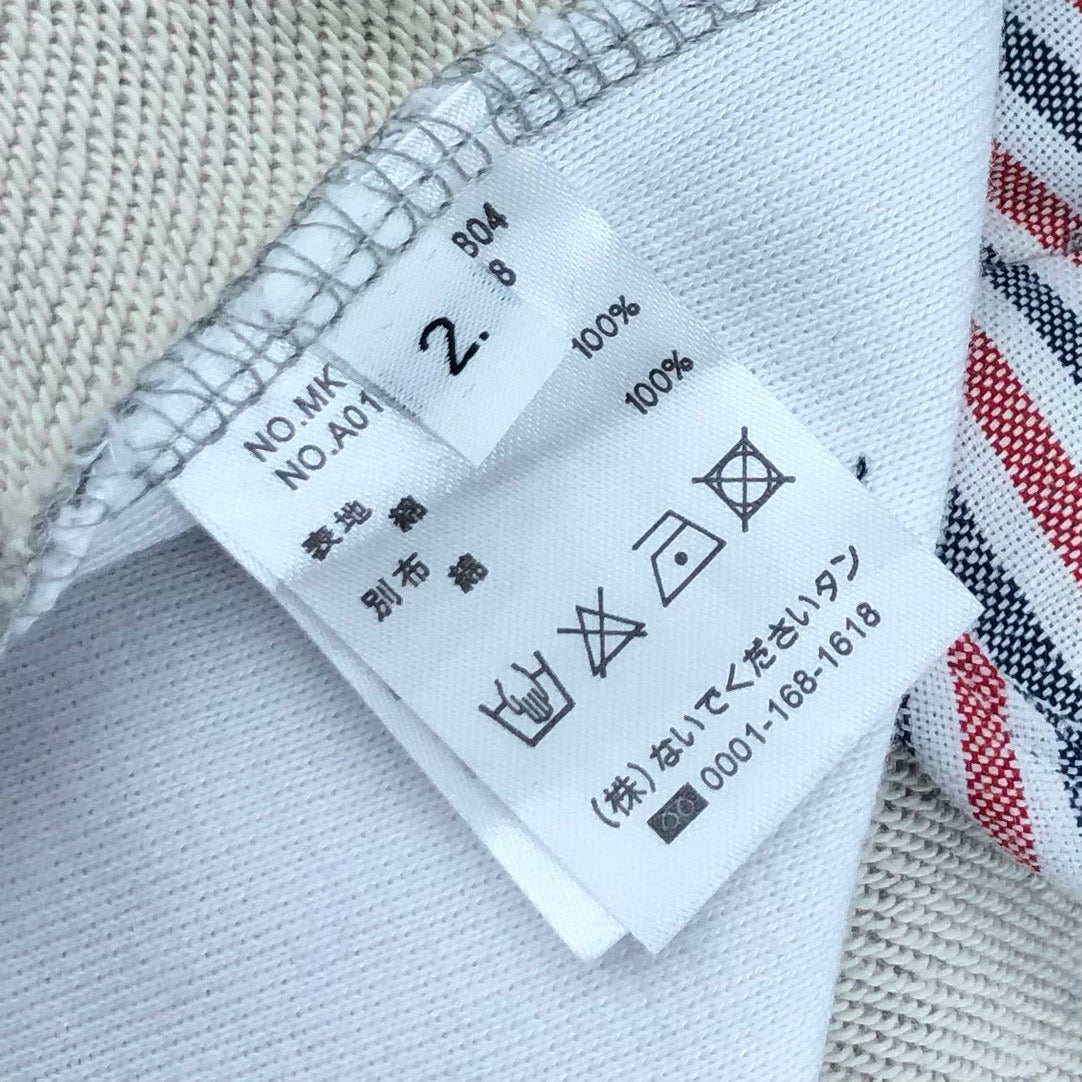 NO.MK B04
NO.A01 8
2.
表地 綿 100%
別布 綿 100%
(株)ないでくださいタン
0001-168-1618